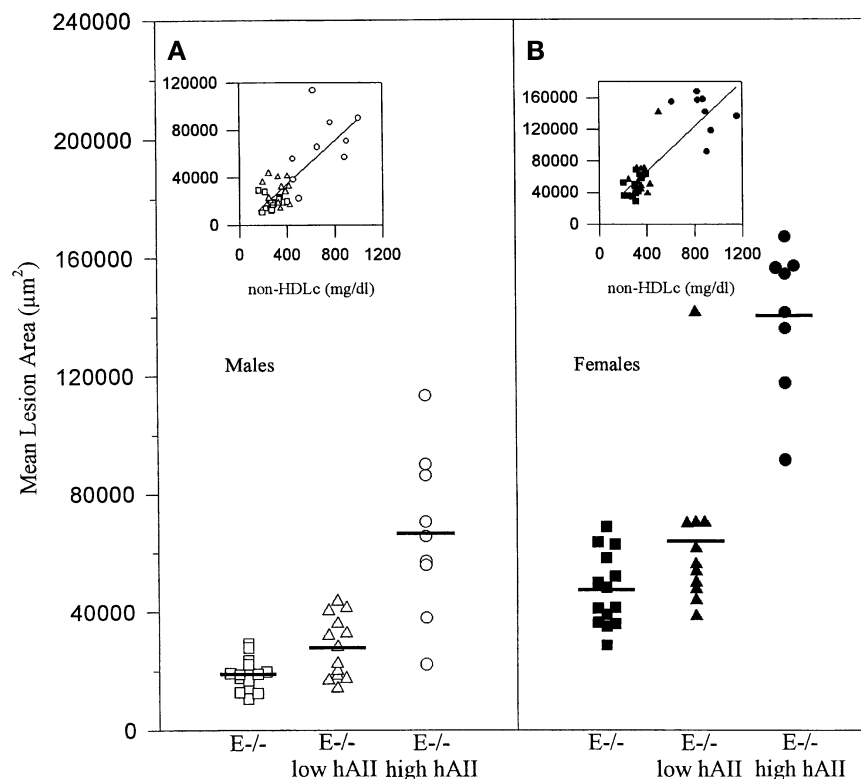 240000
200000
160000
120000
80000
40000
0
Mean Lesion Area (μm²)
A
120000
80000
40000
0
0 400 800 1200
non-HDLc (mg/dl)
Males
B
160000
120000
80000
40000
0
0 400 800 1200
non-HDLc (mg/dl)
Females
E-/- E-/- E-/- E-/- E-/- E-/-
low hAII high hAII low hAII high hAII